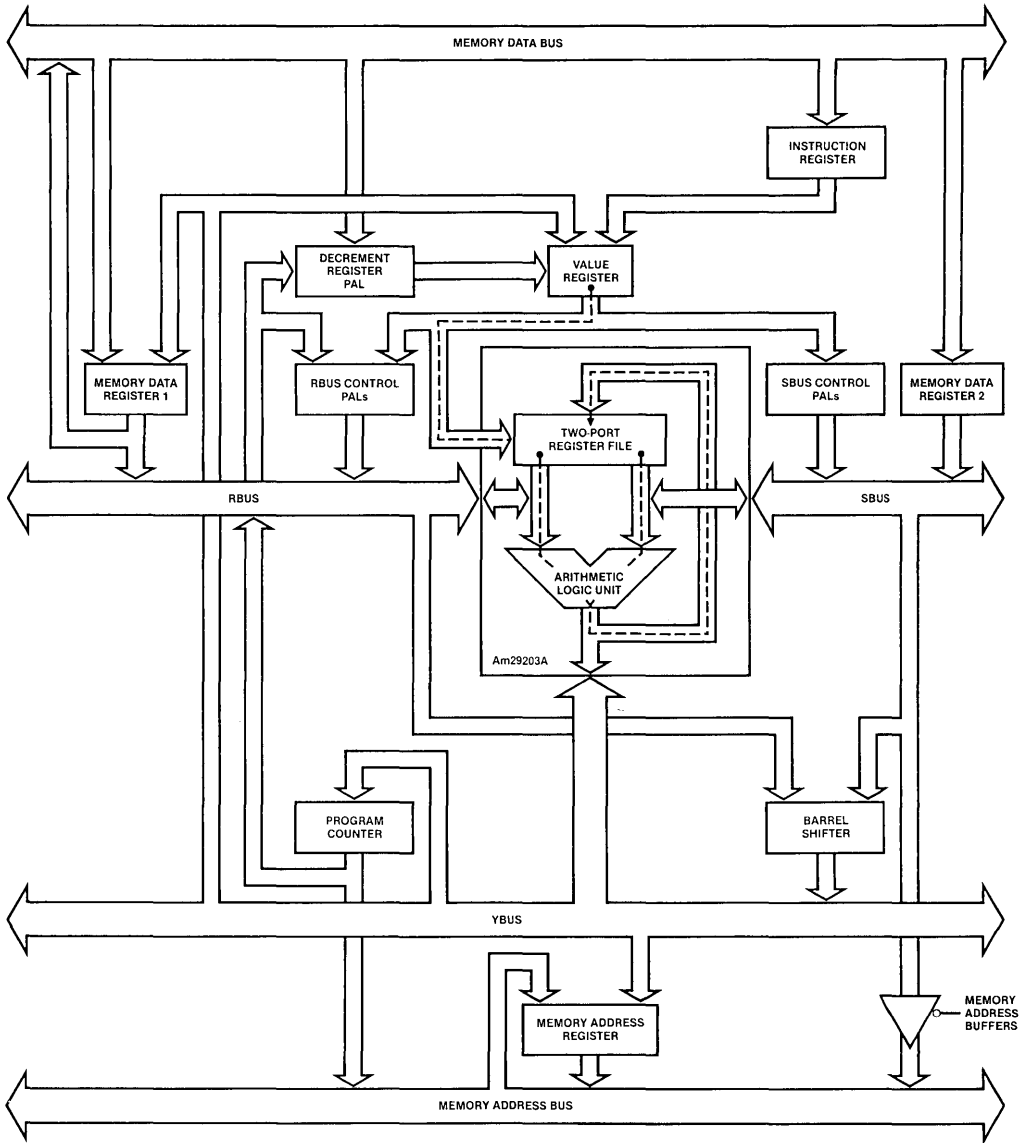 MEMORY DATA BUS
INSTRUCTION
REGISTER
DECREMENT
REGISTER
PAL
VALUE
REGISTER
MEMORY DATA
REGISTER 1
RBUS CONTROL
PALs
SBUS CONTROL
PALs
MEMORY DATA
REGISTER 2
TWO-PORT
REGISTER FILE
RBUS
SBUS
ARITHMETIC
LOGIC UNIT
Am29203A
PROGRAM
COUNTER
BARREL
SHIFTER
YBUS
MEMORY ADDRESS
REGISTER
MEMORY
ADDRESS
BUFFERS
MEMORY ADDRESS BUS